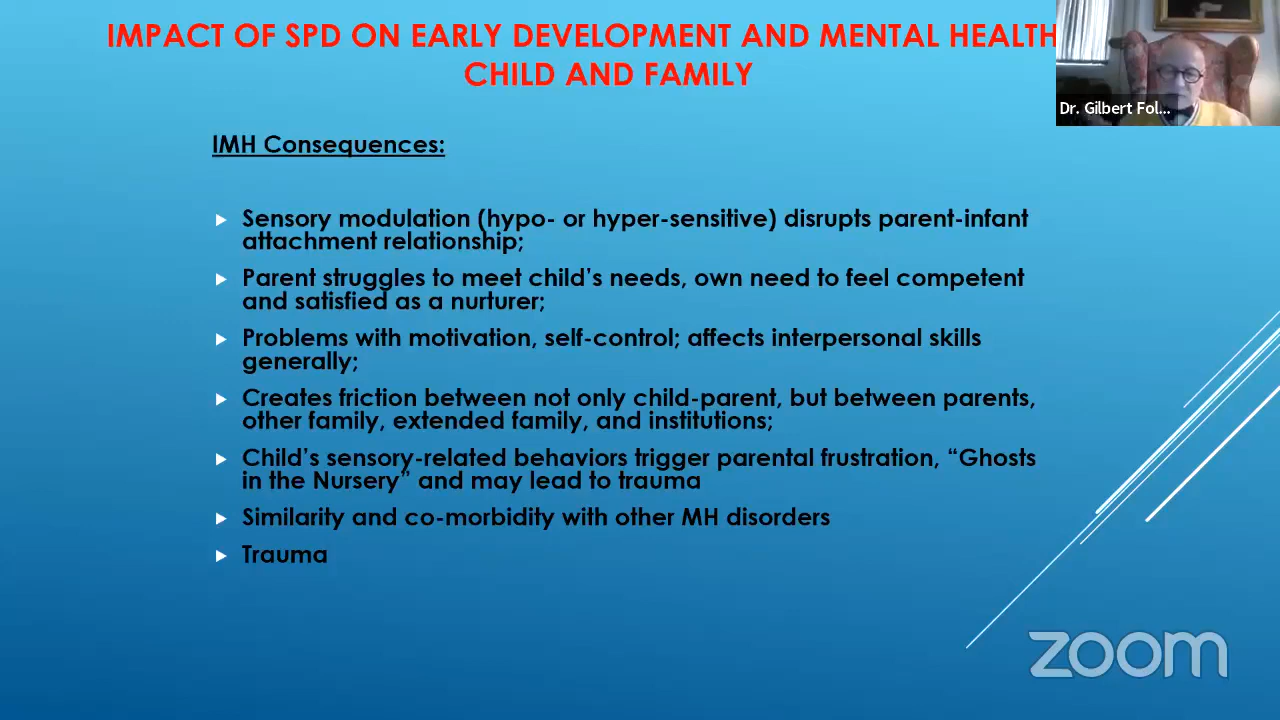 IMPACT OF SPD ON EARLY DEVELOPMENT AND MENTAL HEALTH
CHILD AND FAMILY
Dr. Gilbert Fol...
IMH Consequences:
Sensory modulation (hypo- or hyper-sensitive) disrupts parent-infant
attachment relationship;
Parent struggles to meet child's needs, own need to feel competent
and satisfied as a nurturer;
Problems with motivation, self-control; affects interpersonal skills
generally;
Creates friction between not only child-parent, but between parents,
other family, extended family, and institutions;
Child's sensory-related behaviors trigger parental frustration, “Ghosts
in the Nursery” and may lead to trauma
Similarity and co-morbidity with other MH disorders
Trauma
zoom